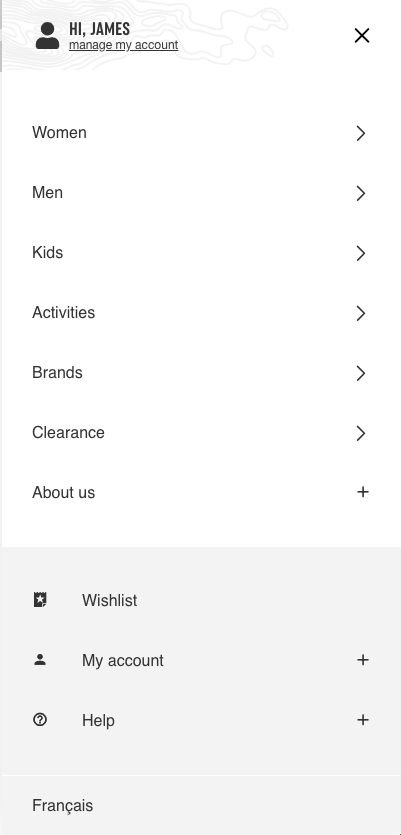 HI, JAMES
manage my account
Women
Men
Kids
Activities
Brands
Clearance
About us
Wishlist
My account
Help
Français